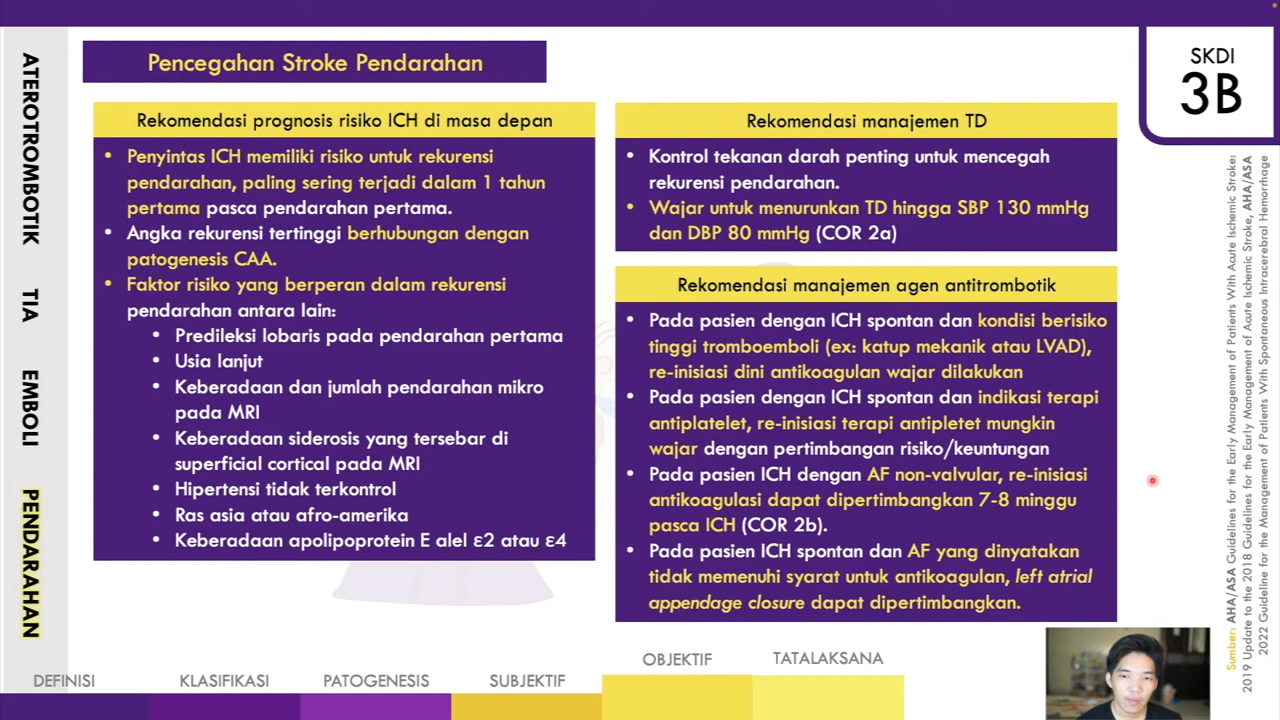 Pencegahan Stroke Pendarahan
SKDI
3B
Rekomendasi prognosis risiko ICH di masa depan
• Penyintas ICH memiliki risiko untuk rekurensi
pendarahan, paling sering terjadi dalam 1 tahun
pertama pasca pendarahan pertama.
• Angka rekurensi tertinggi berhubungan dengan
patogenesis CAA.
• Faktor risiko yang berperan dalam rekurensi
pendarahan antara lain:
• Predileksi lobaris pada pendarahan pertama
• Usia lanjut
• Keberadaan dan jumlah pendarahan mikro
pada MRI
• Keberadaan siderosis yang tersebar di
superficial cortical pada MRI
• Hipertensi tidak terkontrol
• Ras asia atau afro-amerika
• Keberadaan apolipoprotein E alel ε2 atau ε4
Rekomendasi manajemen TD
• Kontrol tekanan darah penting untuk mencegah
rekurensi pendarahan.
• Wajar untuk menurunkan TD hingga SBP 130 mmHg
dan DBP 80 mmHg (COR 2a)
Rekomendasi manajemen agen antitrombotik
• Pada pasien dengan ICH spontan dan kondisi berisiko
tinggi tromboemboli (ex: katup mekanik atau LVAD),
re-inisiasi dini antikoagulan wajar dilakukan
• Pada pasien dengan ICH spontan dan indikasi terapi
antiplatelet, re-inisiasi terapi antipletet mungkin
wajar dengan pertimbangan risiko/keuntungan
• Pada pasien ICH dengan AF non-valvular, re-inisiasi
antikoagulasi dapat dipertimbangkan 7-8 minggu
pasca ICH (COR 2b).
• Pada pasien ICH spontan dan AF yang dinyatakan
tidak memenuhi syarat untuk antikoagulan, left atrial
appendage closure dapat dipertimbangkan.
ATEROTROMBOTIK
TIA
EMBOLI
PENDARAHAN
Sumber: AHA/ASA Guidelines for the Early Management of Patients With Acute Ischemic Stroke:
2019 Update to the 2018 Guidelines for the Early Management of Acute Ischemic Stroke, AHA/ASA
2022 Guideline for the Management of Patients With Spontaneous Intracerebral Hemorrhage
DEFINISI
KLASIFIKASI
PATOGENESIS
SUBJEKTIF
OBJEKTIF
TATALAKSANA